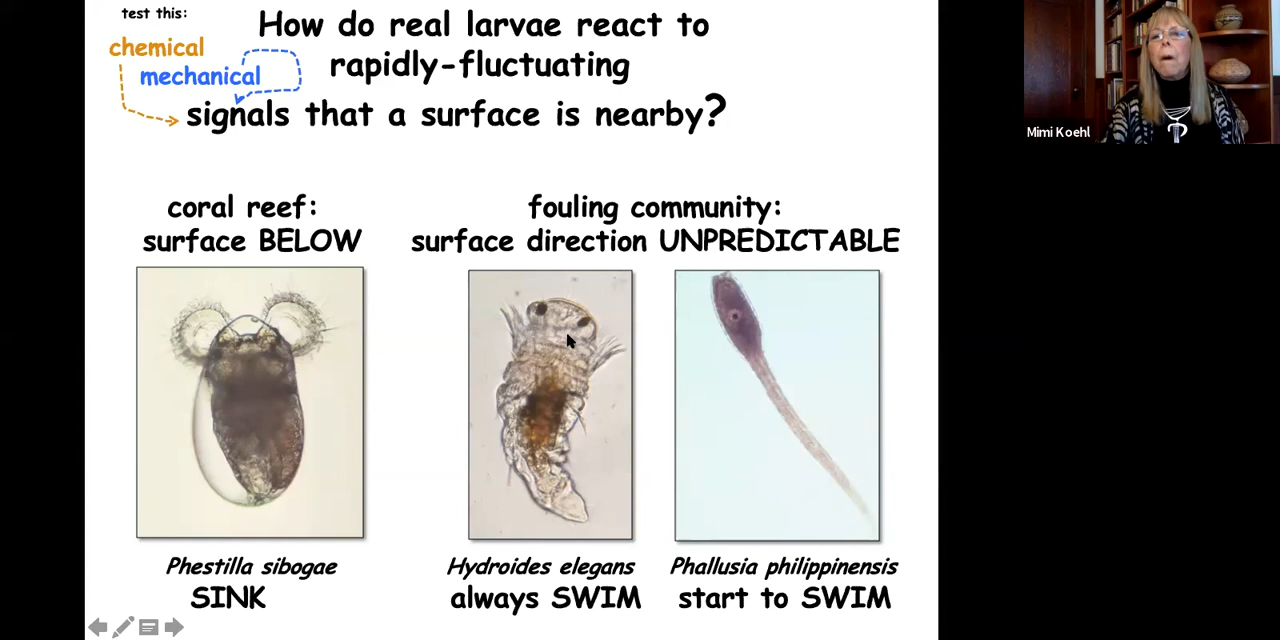 test this:
chemical
mechanical
How do real larvae react to
rapidly-fluctuating
signals that a surface is nearby?
Mimi Koehl
coral reef:
surface BELOW
fouling community:
surface direction UNPREDICTABLE
Phestilla sibogae
SINK
Hydroides elegans
always SWIM
Phallusia philippinensis
start to SWIM